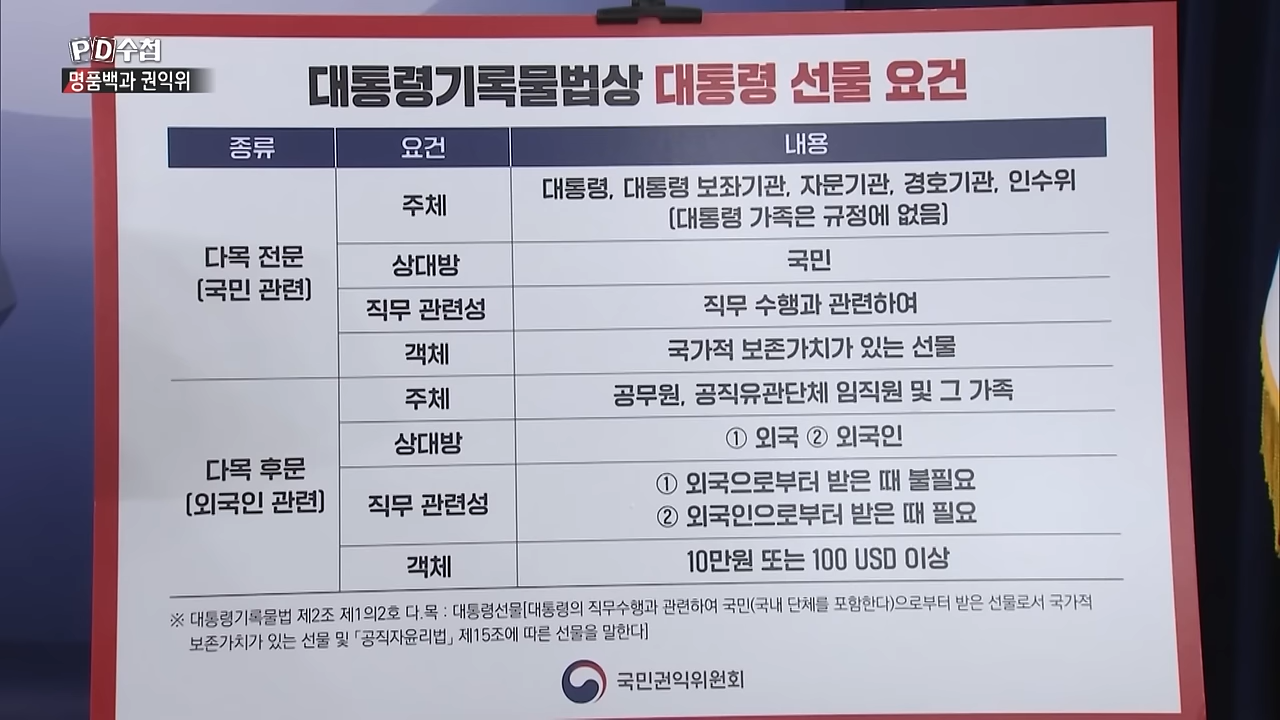 PD수첩
명품백과 권익위
대통령기록물법상 대통령 선물 요건
종류 요건 내용
다목 전문
(국민 관련)
주체
대통령, 대통령 보좌기관, 자문기관, 경호기관, 인수위
(대통령 가족은 규정에 없음)
상대방 국민
직무 관련성 직무 수행과 관련하여
객체 국가적 보존가치가 있는 선물
다목 후문
(외국인 관련)
주체 공무원, 공직유관단체 임직원 및 그 가족
상대방 ① 외국 ② 외국인
직무 관련성
① 외국으로부터 받은 때 불필요
② 외국인으로부터 받은 때 필요
객체 10만원 또는 100 USD 이상
※ 대통령기록물법 제2조 제1의2호 다.목 : 대통령선물[대통령의 직무수행과 관련하여 국민(국내 단체를 포함한다)으로부터 받은 선물로서 국가적
보존가치가 있는 선물 및 「공직자윤리법」 제15조에 따른 선물을 말한다]
국민권익위원회